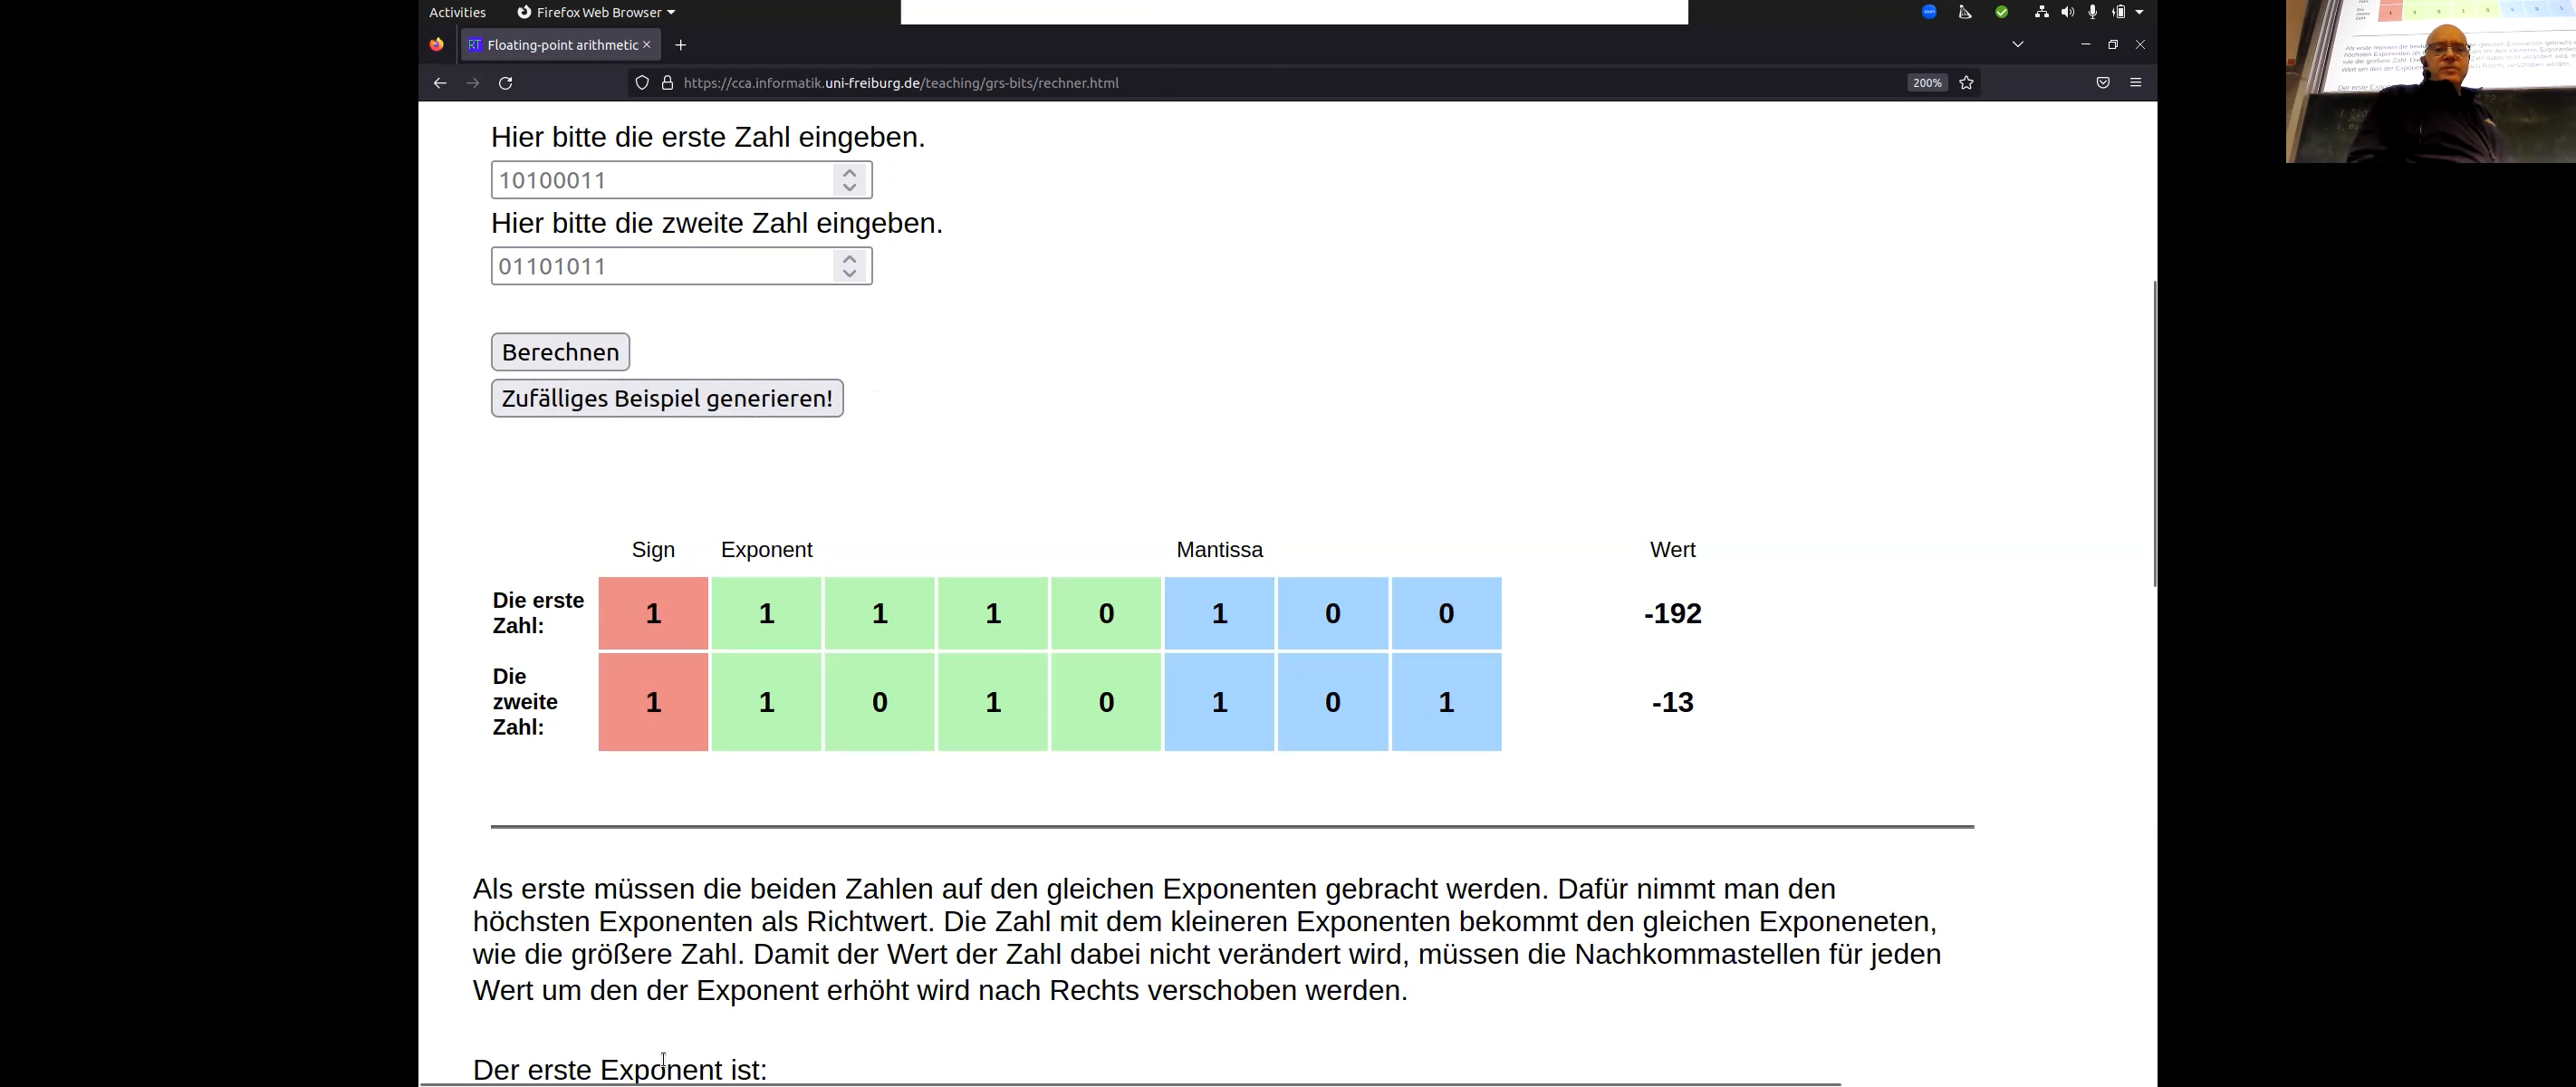 Activities Firefox Web Browser
Floating-point arithmetic
https://cca.informatik.uni-freiburg.de/teaching/grs-bits/rechner.html 200%
Hier bitte die erste Zahl eingeben.
10100011
Hier bitte die zweite Zahl eingeben.
01101011
Berechnen
Zufälliges Beispiel generieren!
Sign Exponent Mantissa Wert
Die erste Zahl: 1 1 1 1 0 1 0 0 -192
Die zweite Zahl: 1 1 0 1 0 1 0 1 -13
Als erste müssen die beiden Zahlen auf den gleichen Exponenten gebracht werden. Dafür nimmt man den
höchsten Exponenten als Richtwert. Die Zahl mit dem kleineren Exponenten bekommt den gleichen Exponeneten,
wie die größere Zahl. Damit der Wert der Zahl dabei nicht verändert wird, müssen die Nachkommastellen für jeden
Wert um den der Exponent erhöht wird nach Rechts verschoben werden.
Der erste Exponent ist: